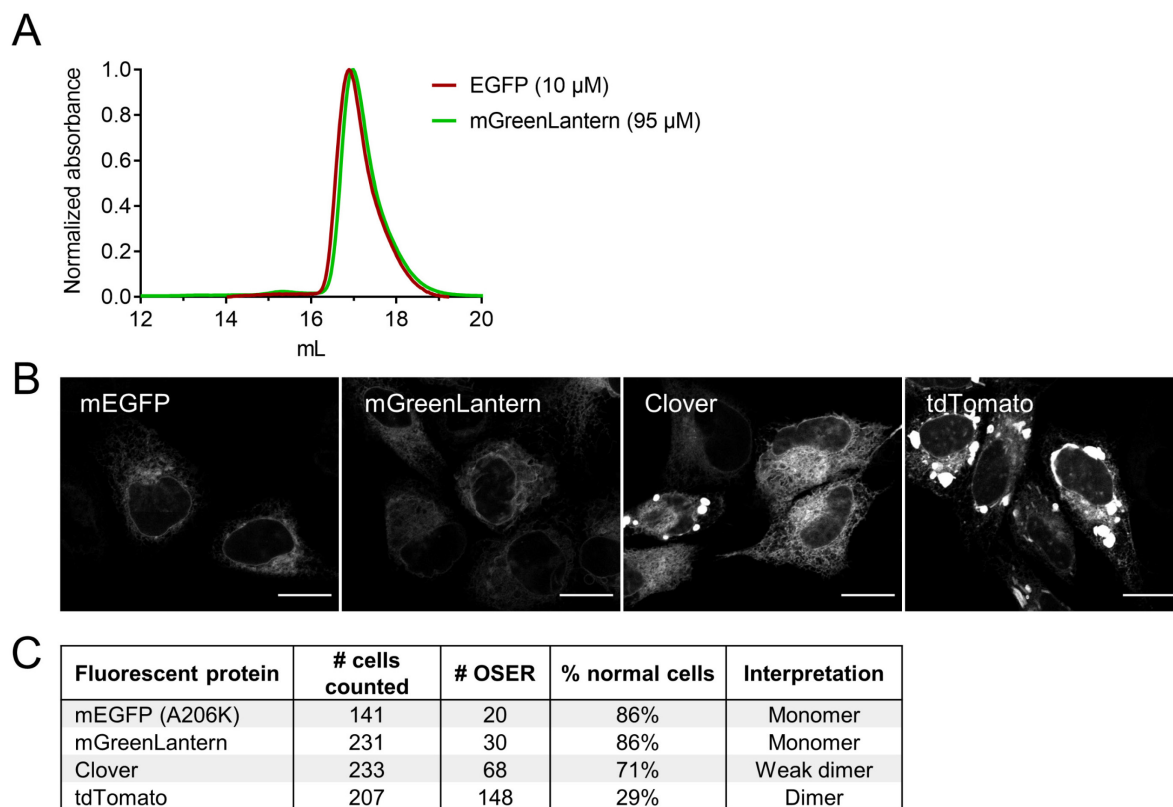 A
Normalized absorbance
1.0
0.8
0.6
0.4
0.2
0.0
12 14 16 18 20
mL
EGFP (10 µM)
mGreenLantern (95 µM)
B
mEGFP mGreenLantern Clover tdTomato
C
Fluorescent protein # cells counted # OSER % normal cells Interpretation
mEGFP (A206K) 141 20 86% Monomer
mGreenLantern 231 30 86% Monomer
Clover 233 68 71% Weak dimer
tdTomato 207 148 29% Dimer